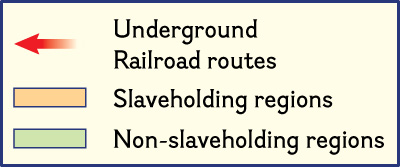 Underground
Railroad routes
Slaveholding regions
Non-slaveholding regions